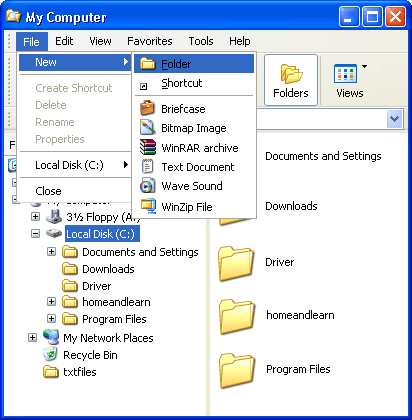 My Computer
File Edit View Favorites Tools Help
New
Create Shortcut
Delete
Rename
Properties
Local Disk (C:)
Close
Folder
Shortcut
Briefcase
Bitmap Image
WinRAR archive
Text Document
Wave Sound
WinZip File
Folders
Views
3½ Floppy (A:)
Local Disk (C:)
Documents and Settings
Downloads
Driver
homeandlearn
Program Files
My Network Places
Recycle Bin
txtfiles
Documents and Settings
Downloads
Driver
homeandlearn
Program Files